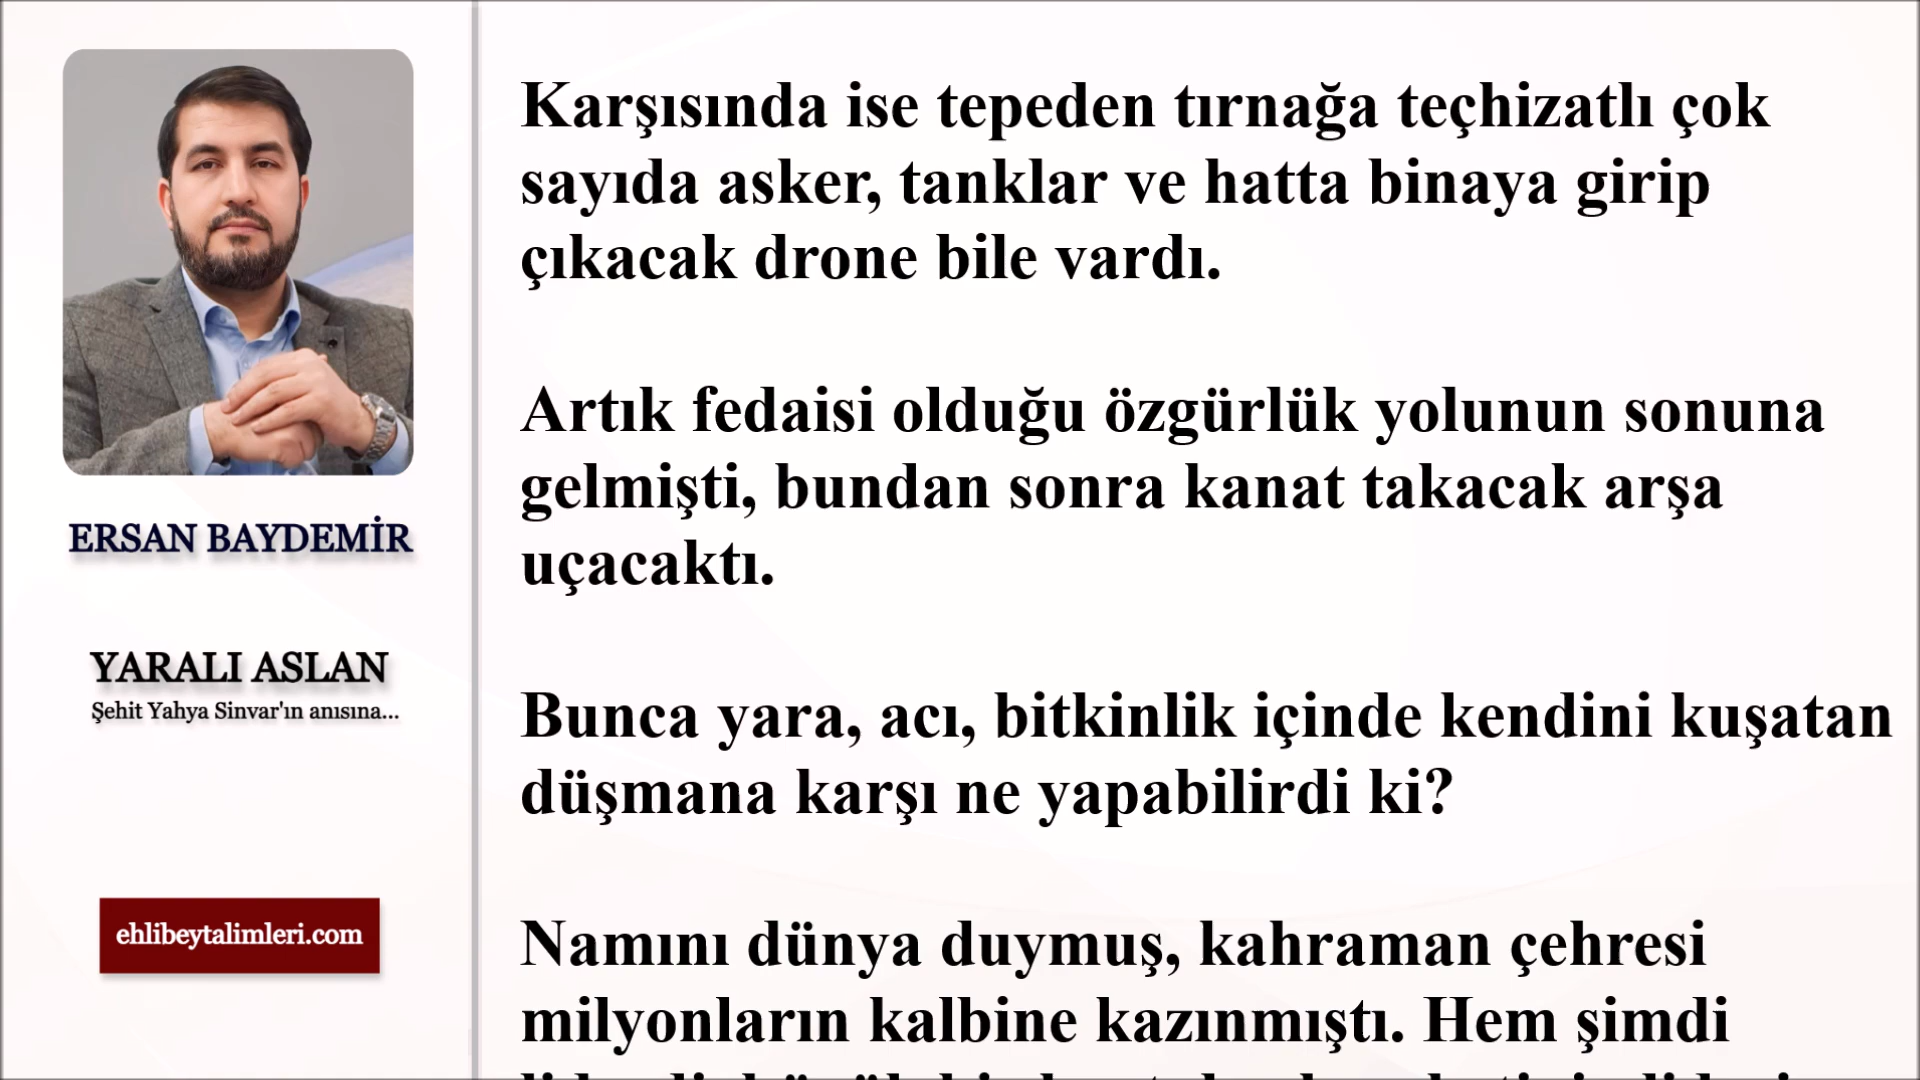 Karşısında ise tepeden tırnağa teçhizatlı çok
sayıda asker, tanklar ve hatta binaya girip
çıkacak drone bile vardı.
Artık fedaisi olduğu özgürlük yolunun sonuna
gelmişti, bundan sonra kanat takacak arşa
uçacaktı.
Bunca yara, acı, bitkinlik içinde kendini kuşatan
düşmana karşı ne yapabilirdi ki?
Namını dünya duymuş, kahraman çehresi
milyonların kalbine kazınmıştı. Hem şimdi
ERSAN BAYDEMİR
YARALI ASLAN
Şehit Yahya Sinvar'ın anısına...
ehlibeytalimleri.com